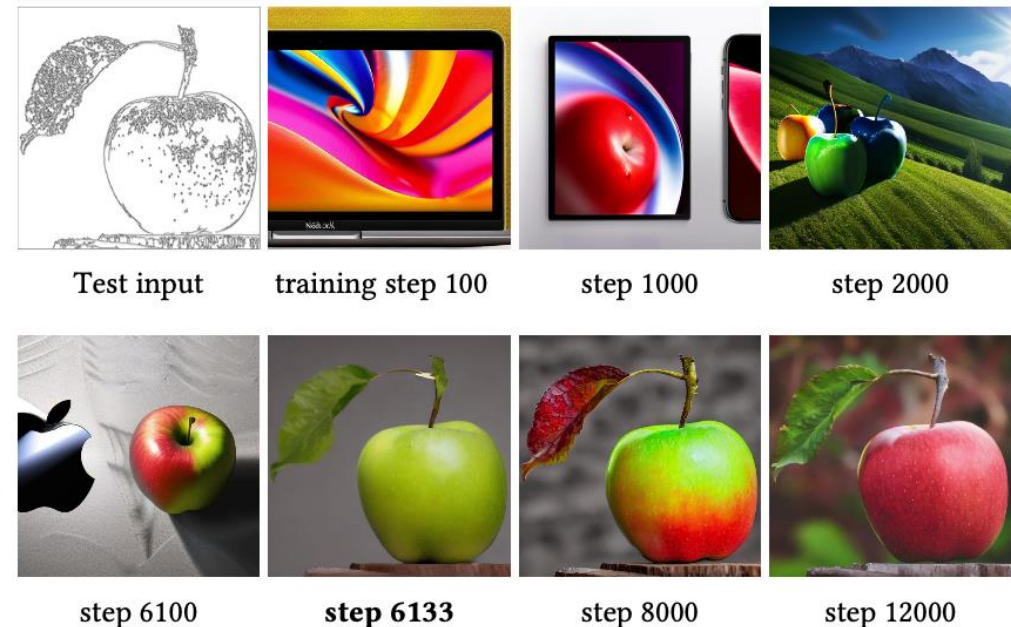 Test input
training step 100
step 1000
step 2000
step 6100
step 6133
step 8000
step 12000